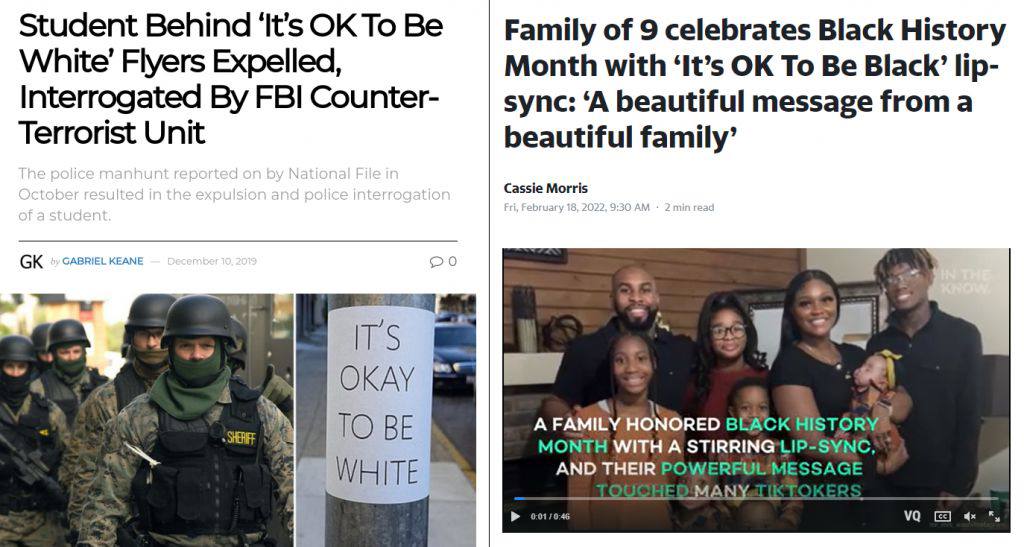 Student Behind ‘It’s OK To Be
White’ Flyers Expelled,
Interrogated By FBI Counter-
Terrorist Unit
The police manhunt reported on by National File in
October resulted in the expulsion and police interrogation
of a student.
GK by GABRIEL KEANE — December 10, 2019 0
SHERIFF
IT’S
OKAY
TO BE
WHITE
Family of 9 celebrates Black History
Month with ‘It’s OK To Be Black’ lip-
sync: ‘A beautiful message from a
beautiful family’
Cassie Morris
Fri, February 18, 2022, 9:30 AM · 2 min read
IN THE
KNOW.
A FAMILY HONORED BLACK HISTORY
MONTH WITH A STIRRING LIP-SYNC,
AND THEIR POWERFUL MESSAGE
TOUCHED MANY TIKTOKERS
0:01 / 0:46 VQ CC